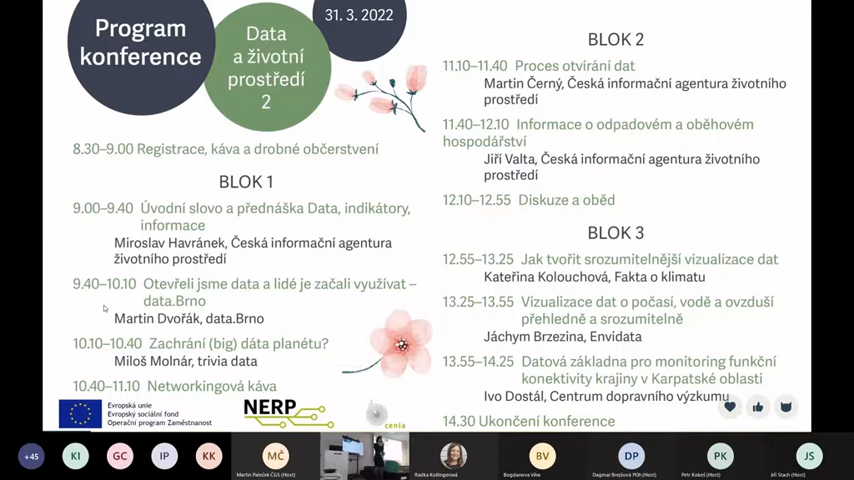 Program
konference
Data
a životní
prostředí
2
31. 3. 2022
8.30–9.00 Registrace, káva a drobné občerstvení
BLOK 1
9.00–9.40 Úvodní slovo a přednáška Data, indikátory,
informace
Miroslav Havránek, Česká informační agentura
životního prostředí
9.40–10.10 Otevřeli jsme data a lidé je začali využívat –
data.Brno
Martin Dvořák, data.Brno
10.10–10.40 Zachrání (big) dáta planétu?
Miloš Molnár, trivia data
10.40–11.10 Networkingová káva
Evropská unie
Evropský sociální fond
Operační program Zaměstnanost
NERP
cenia
BLOK 2
11.10–11.40 Proces otvírání dat
Martin Černý, Česká informační agentura životního
prostředí
11.40–12.10 Informace o odpadovém a oběhovém
hospodářství
Jiří Valta, Česká informační agentura životního
prostředí
12.10–12.55 Diskuze a oběd
BLOK 3
12.55–13.25 Jak tvořit srozumitelnější vizualizace dat
Kateřina Kolouchová, Fakta o klimatu
13.25–13.55 Vizualizace dat o počasí, vodě a ovzduší
přehledně a srozumitelně
Jáchym Brzezina, Envidata
13.55–14.25 Datová základna pro monitoring funkční
konektivity krajiny v Karpatské oblasti
Ivo Dostál, Centrum dopravního výzkumu
14.30 Ukončení konference
+45
KI
GC
IP
KK
MČ
BV
DP
PK
JS
Martin Paleček ČGS (Host)
Radka Kotingerová
Bogdanova Věra
Dagmar Brejšová POh (Host)
Petr Kokeš (Host)
Jiří Stach (Host)